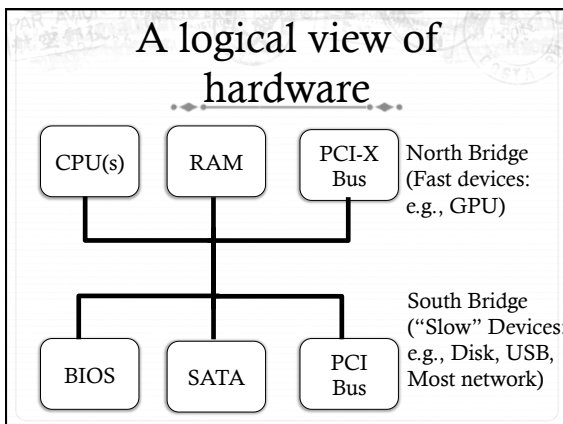 A logical view of
hardware
CPU(s)
RAM
PCI-X
Bus
North Bridge
(Fast devices:
e.g., GPU)
BIOS
SATA
PCI
Bus
South Bridge
(“Slow” Devices:
e.g., Disk, USB,
Most network)